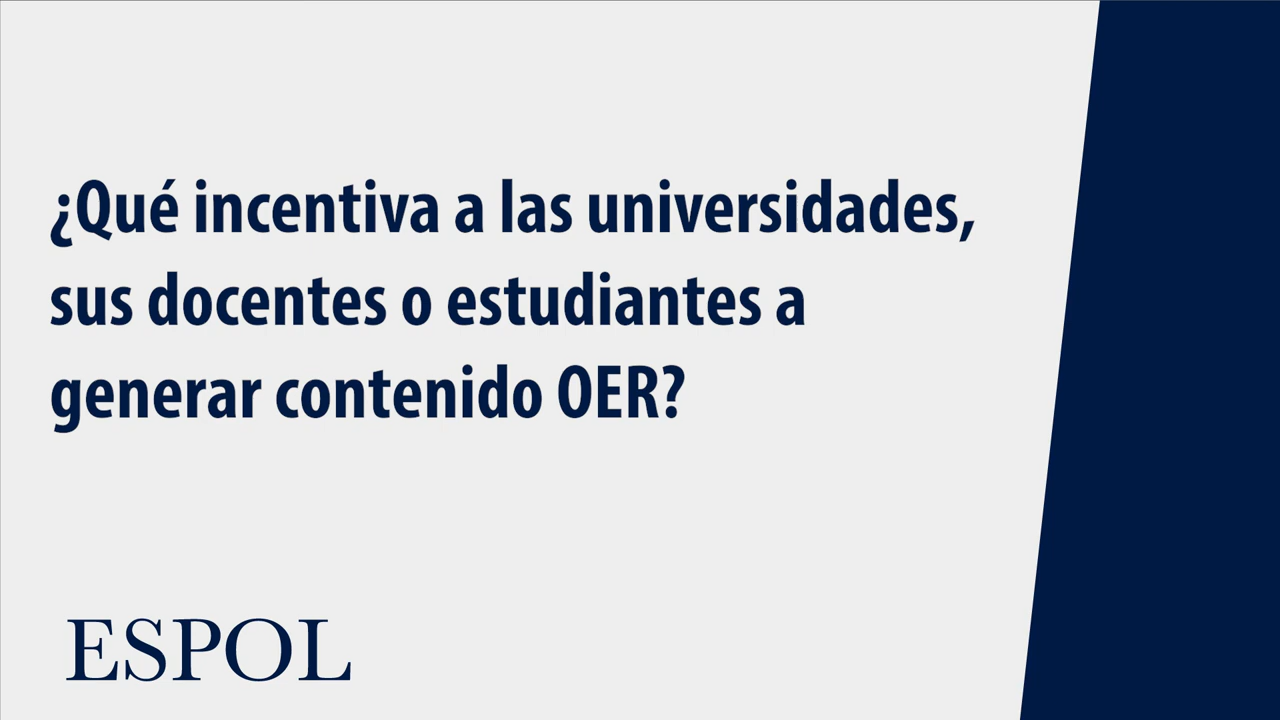 ¿Qué incentiva a las universidades,
sus docentes o estudiantes a
generar contenido OER?
ESPOL